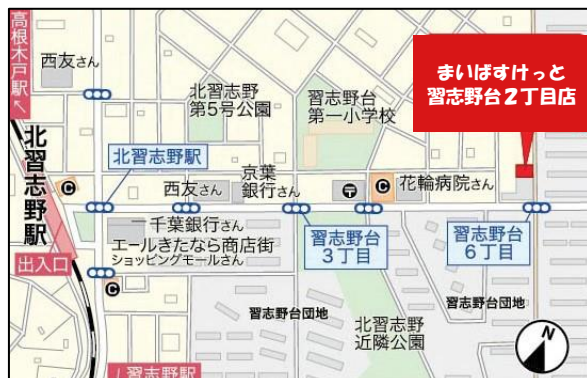 高根木戸駅
西友さん
北習志野
第5号公園
習志野台
第一小学校
まいばすけっと
習志野台2丁目店
北習志野駅
C
北習志野駅
西友さん
京葉
銀行さん
〒
C
花輪病院さん
千葉銀行さん
エールきたなら商店街
ショッピングモールさん
習志野台
3丁目
習志野台
6丁目
出入口
C
習志野台団地
北習志野
近隣公園
習志野台団地
N
習志野駅